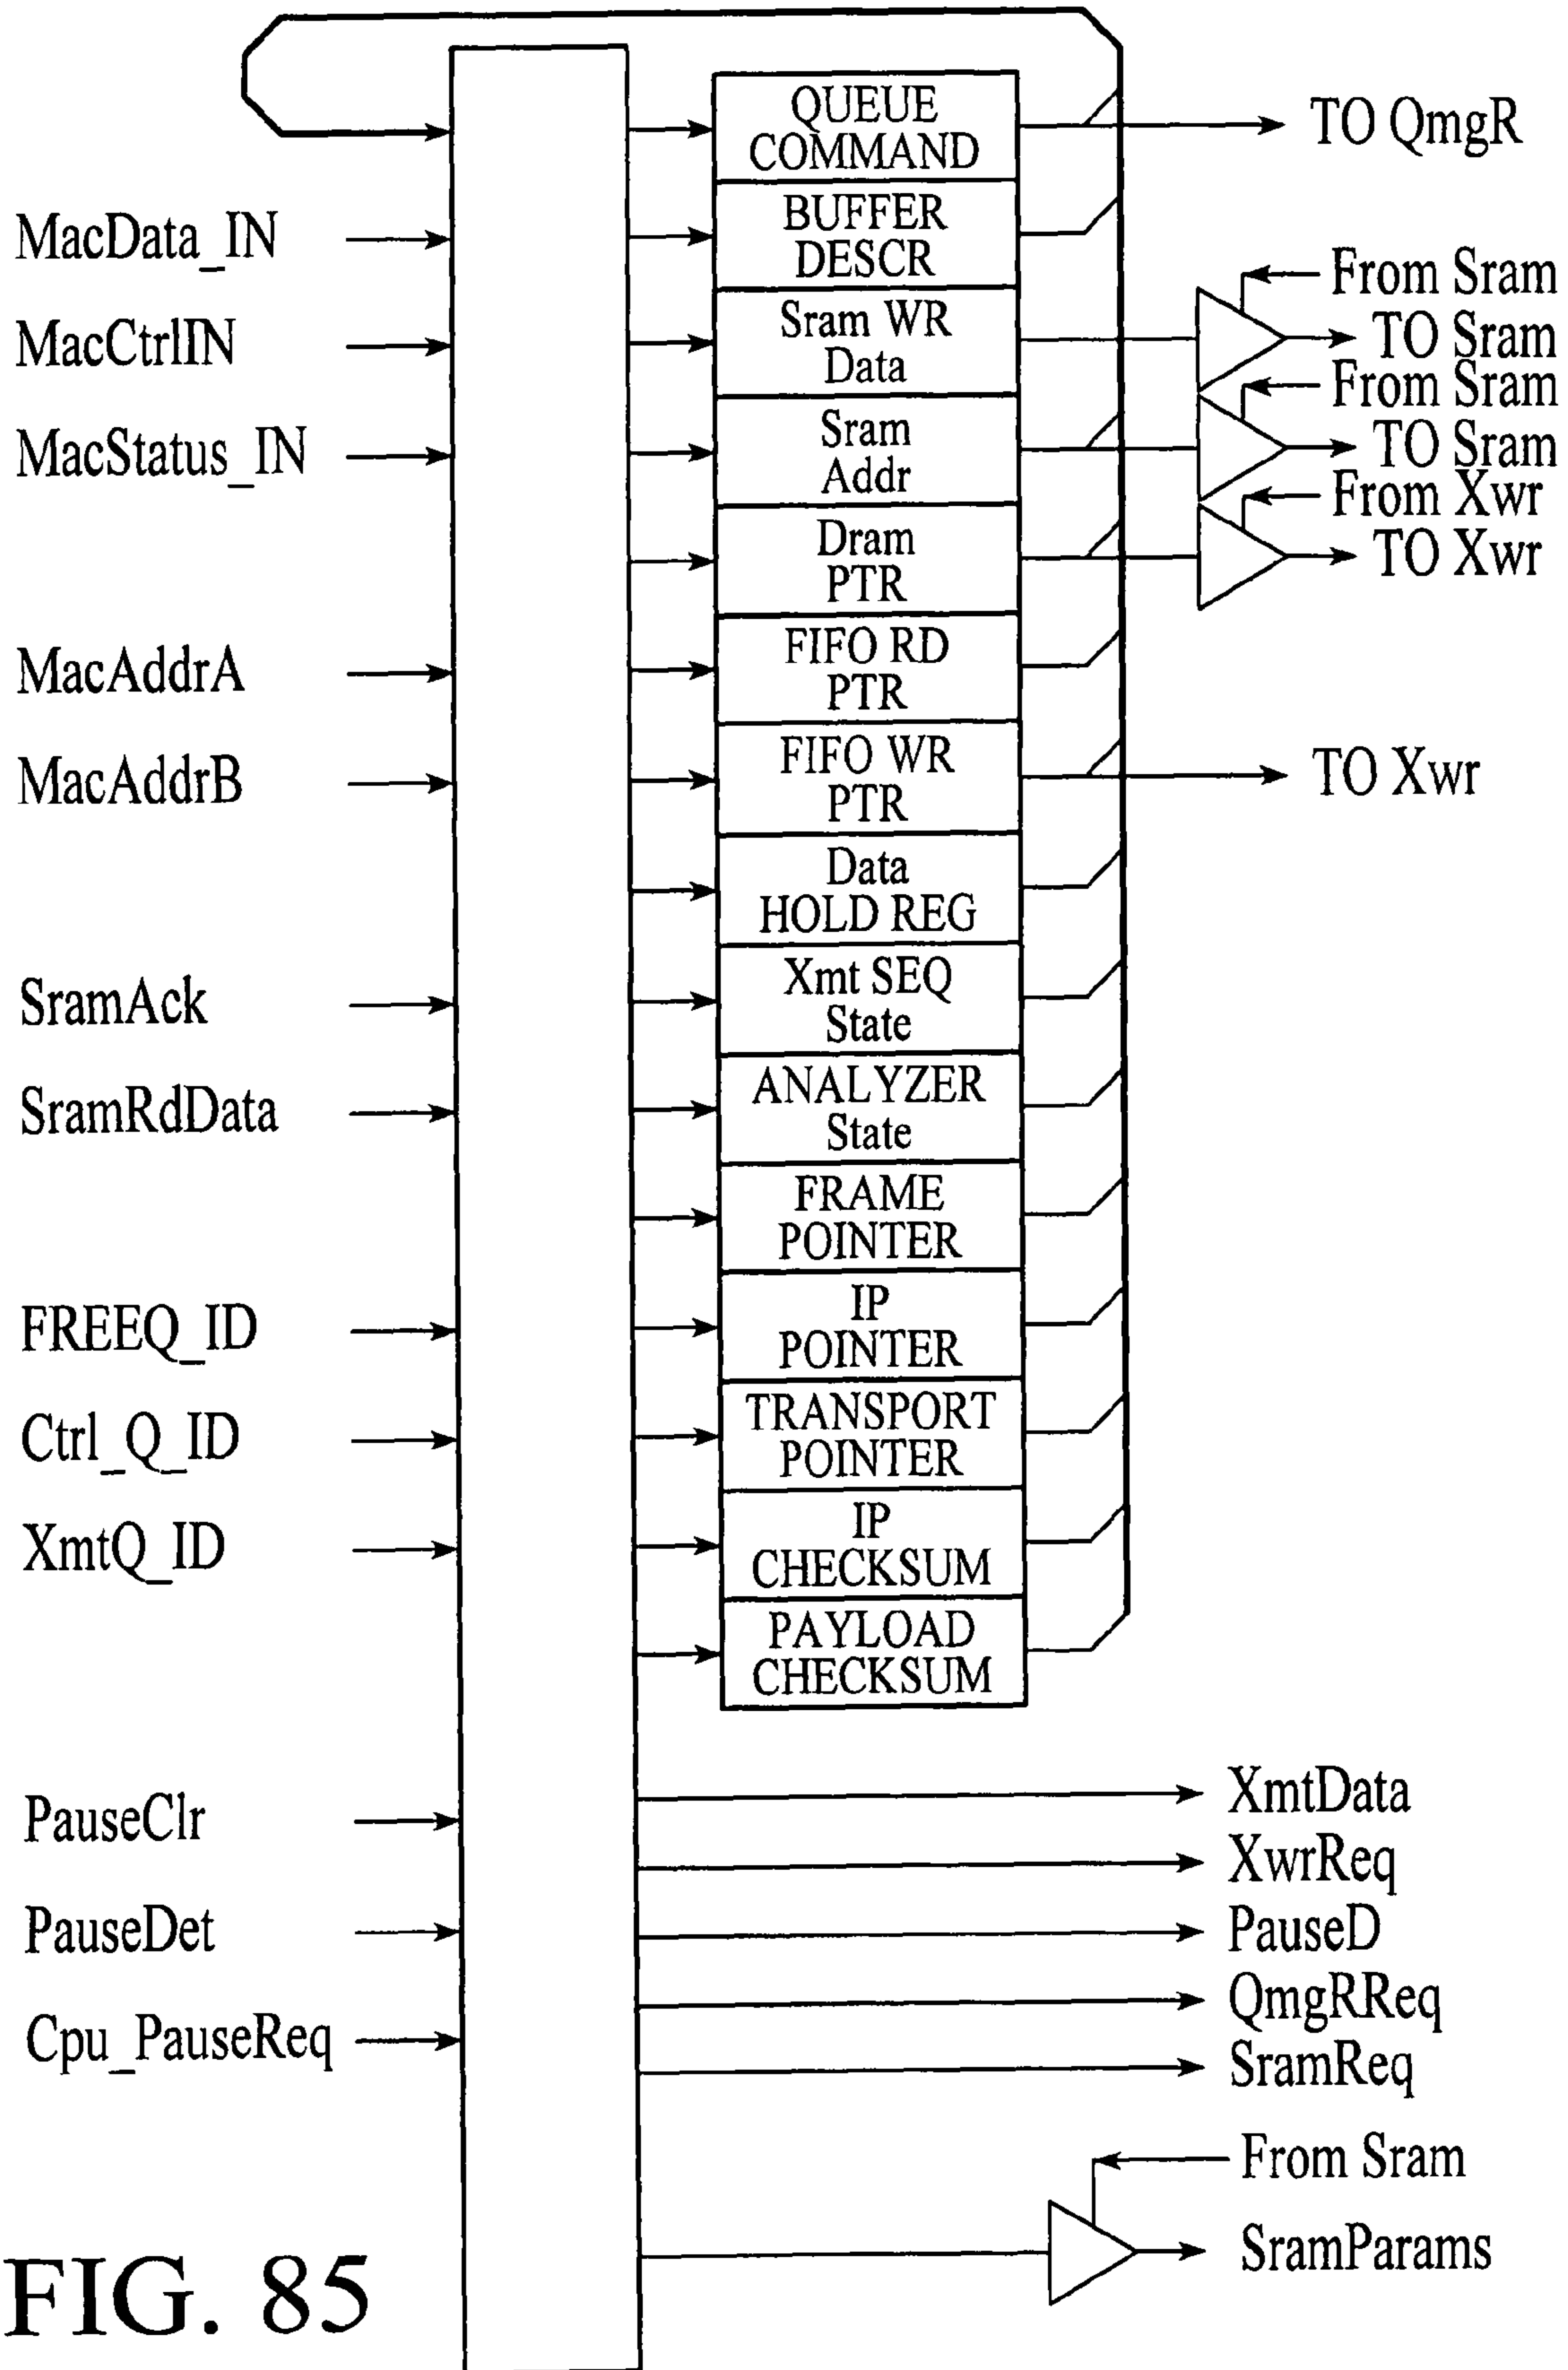 QUEUE
COMMAND
TO QmgR
MacData_IN
BUFFER
DESCR
From Sram
MacCtrlIN
Sram WR
Data
TO Sram
From Sram
MacStatus_IN
Sram
Addr
TO Sram
From Xwr
Dram
PTR
TO Xwr
MacAddrA
FIFO RD
PTR
MacAddrB
FIFO WR
PTR
TO Xwr
Data
HOLD REG
SramAck
Xmt SEQ
State
SramRdData
ANALYZER
State
FRAME
POINTER
FREEQ_ID
IP
POINTER
Ctrl_Q_ID
TRANSPORT
POINTER
XmtQ_ID
IP
CHECKSUM
PAYLOAD
CHECKSUM
PauseClr
XmtData
XwrReq
PauseDet
PauseD
QmgRReq
Cpu_PauseReq
SramReq
From Sram
SramParams
FIG. 85